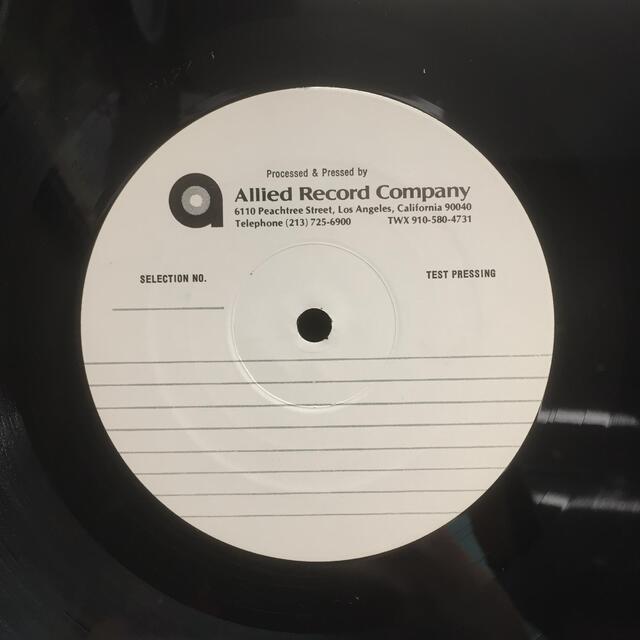 Processed & Pressed by
Allied Record Company
6110 Peachtree Street, Los Angeles, California 90040
Telephone (213) 725-6900 TWX 910-580-4731
SELECTION NO. TEST PRESSING